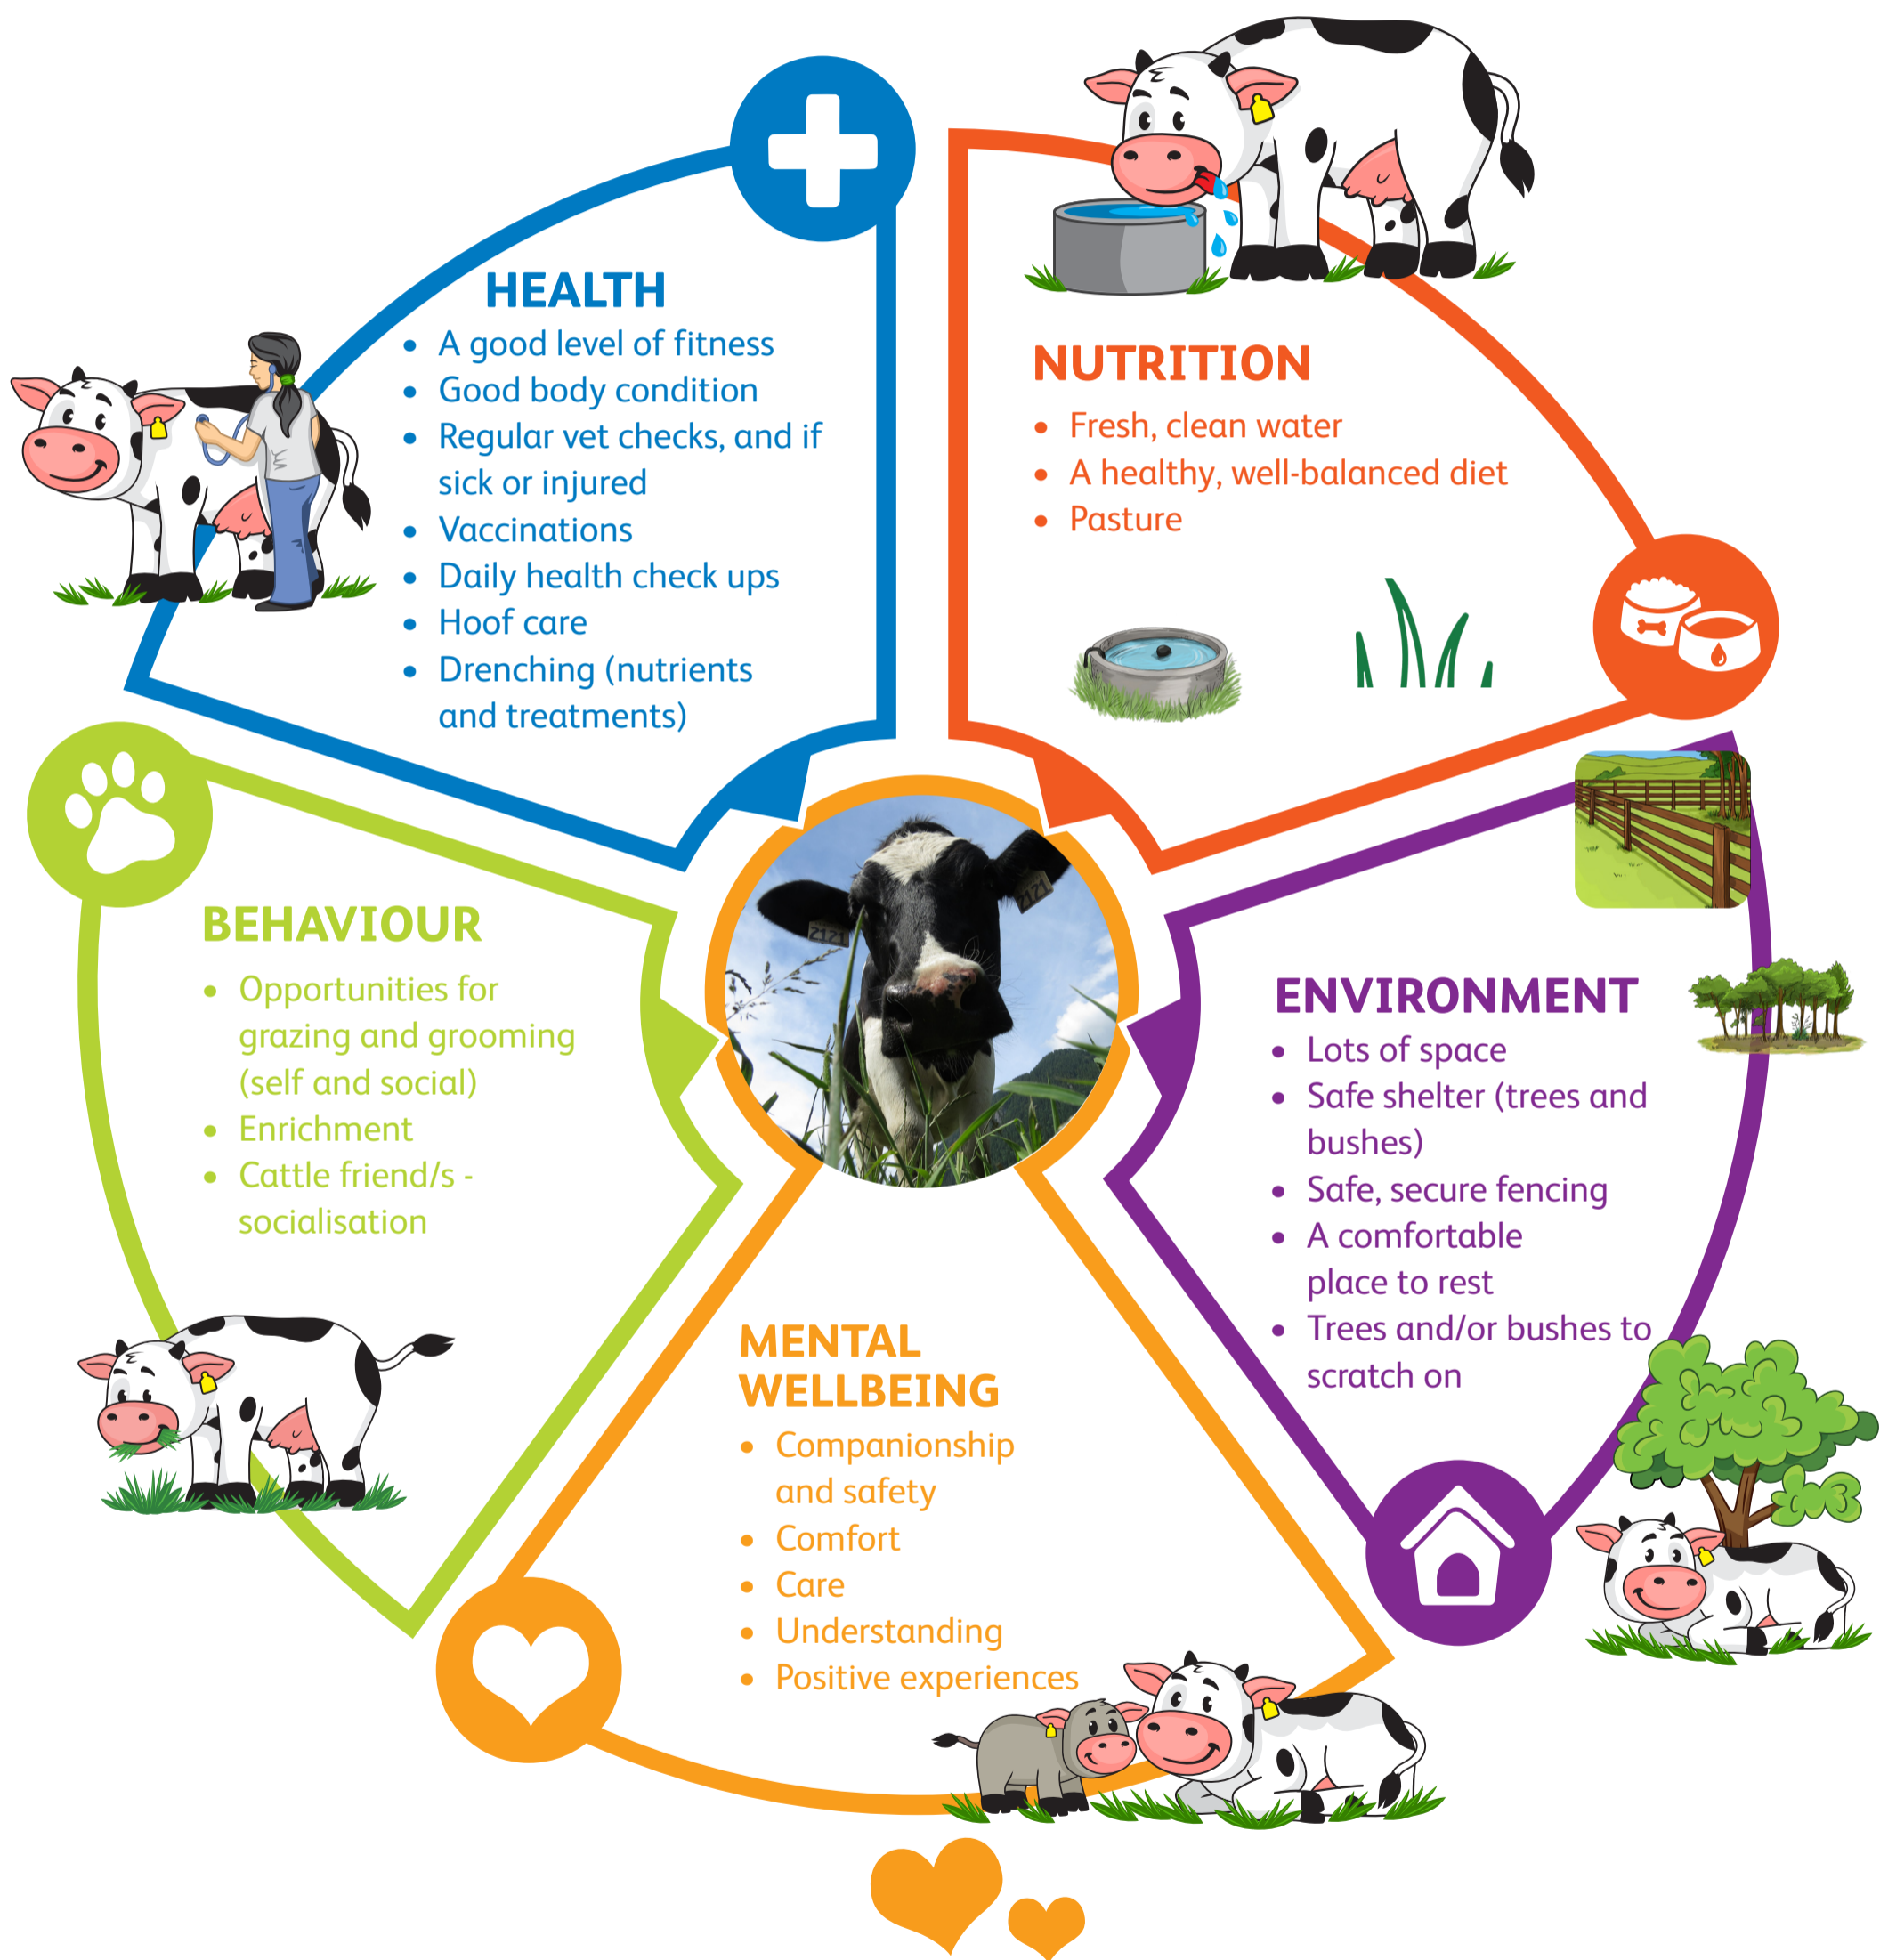 HEALTH
• A good level of fitness
• Good body condition
• Regular vet checks, and if
sick or injured
• Vaccinations
• Daily health check ups
• Hoof care
• Drenching (nutrients
and treatments)
NUTRITION
• Fresh, clean water
• A healthy, well-balanced diet
• Pasture
BEHAVIOUR
• Opportunities for
grazing and grooming
(self and social)
• Enrichment
• Cattle friend/s -
socialisation
2121
2121
ENVIRONMENT
• Lots of space
• Safe shelter (trees and
bushes)
• Safe, secure fencing
• A comfortable
place to rest
• Trees and/or bushes to
scratch on
MENTAL
WELLBEING
• Companionship
and safety
• Comfort
• Care
• Understanding
• Positive experiences